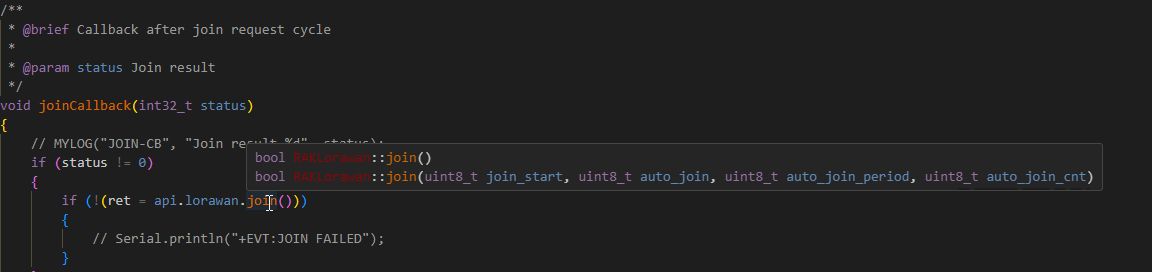 /**
 * @brief Callback after join request cycle
 *
 * @param status Join result
 */
void joinCallback(int32_t status)
{
    // MYLOG("JOIN-CB", "Join result %d", status);
    if (status != 0)
bool RAKLorawan::join()
bool RAKLorawan::join(uint8_t join_start, uint8_t auto_join, uint8_t auto_join_period, uint8_t auto_join_cnt)
    {
        if (!(ret = api.lorawan.join()))
        {
            // Serial.println("+EVT:JOIN FAILED");
        }